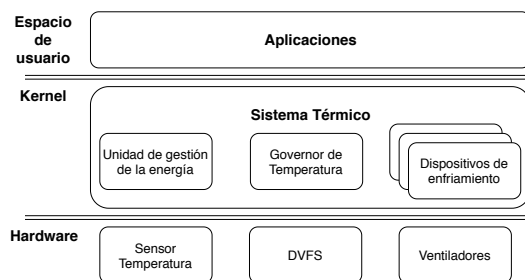 Espacio
de
usuario
Aplicaciones
Kernel
Sistema Térmico
Unidad de gestión
de la energía
Governor de
Temperatura
Dispositivos de
enfriamiento
Hardware
Sensor
Temperatura
DVFS
Ventiladores